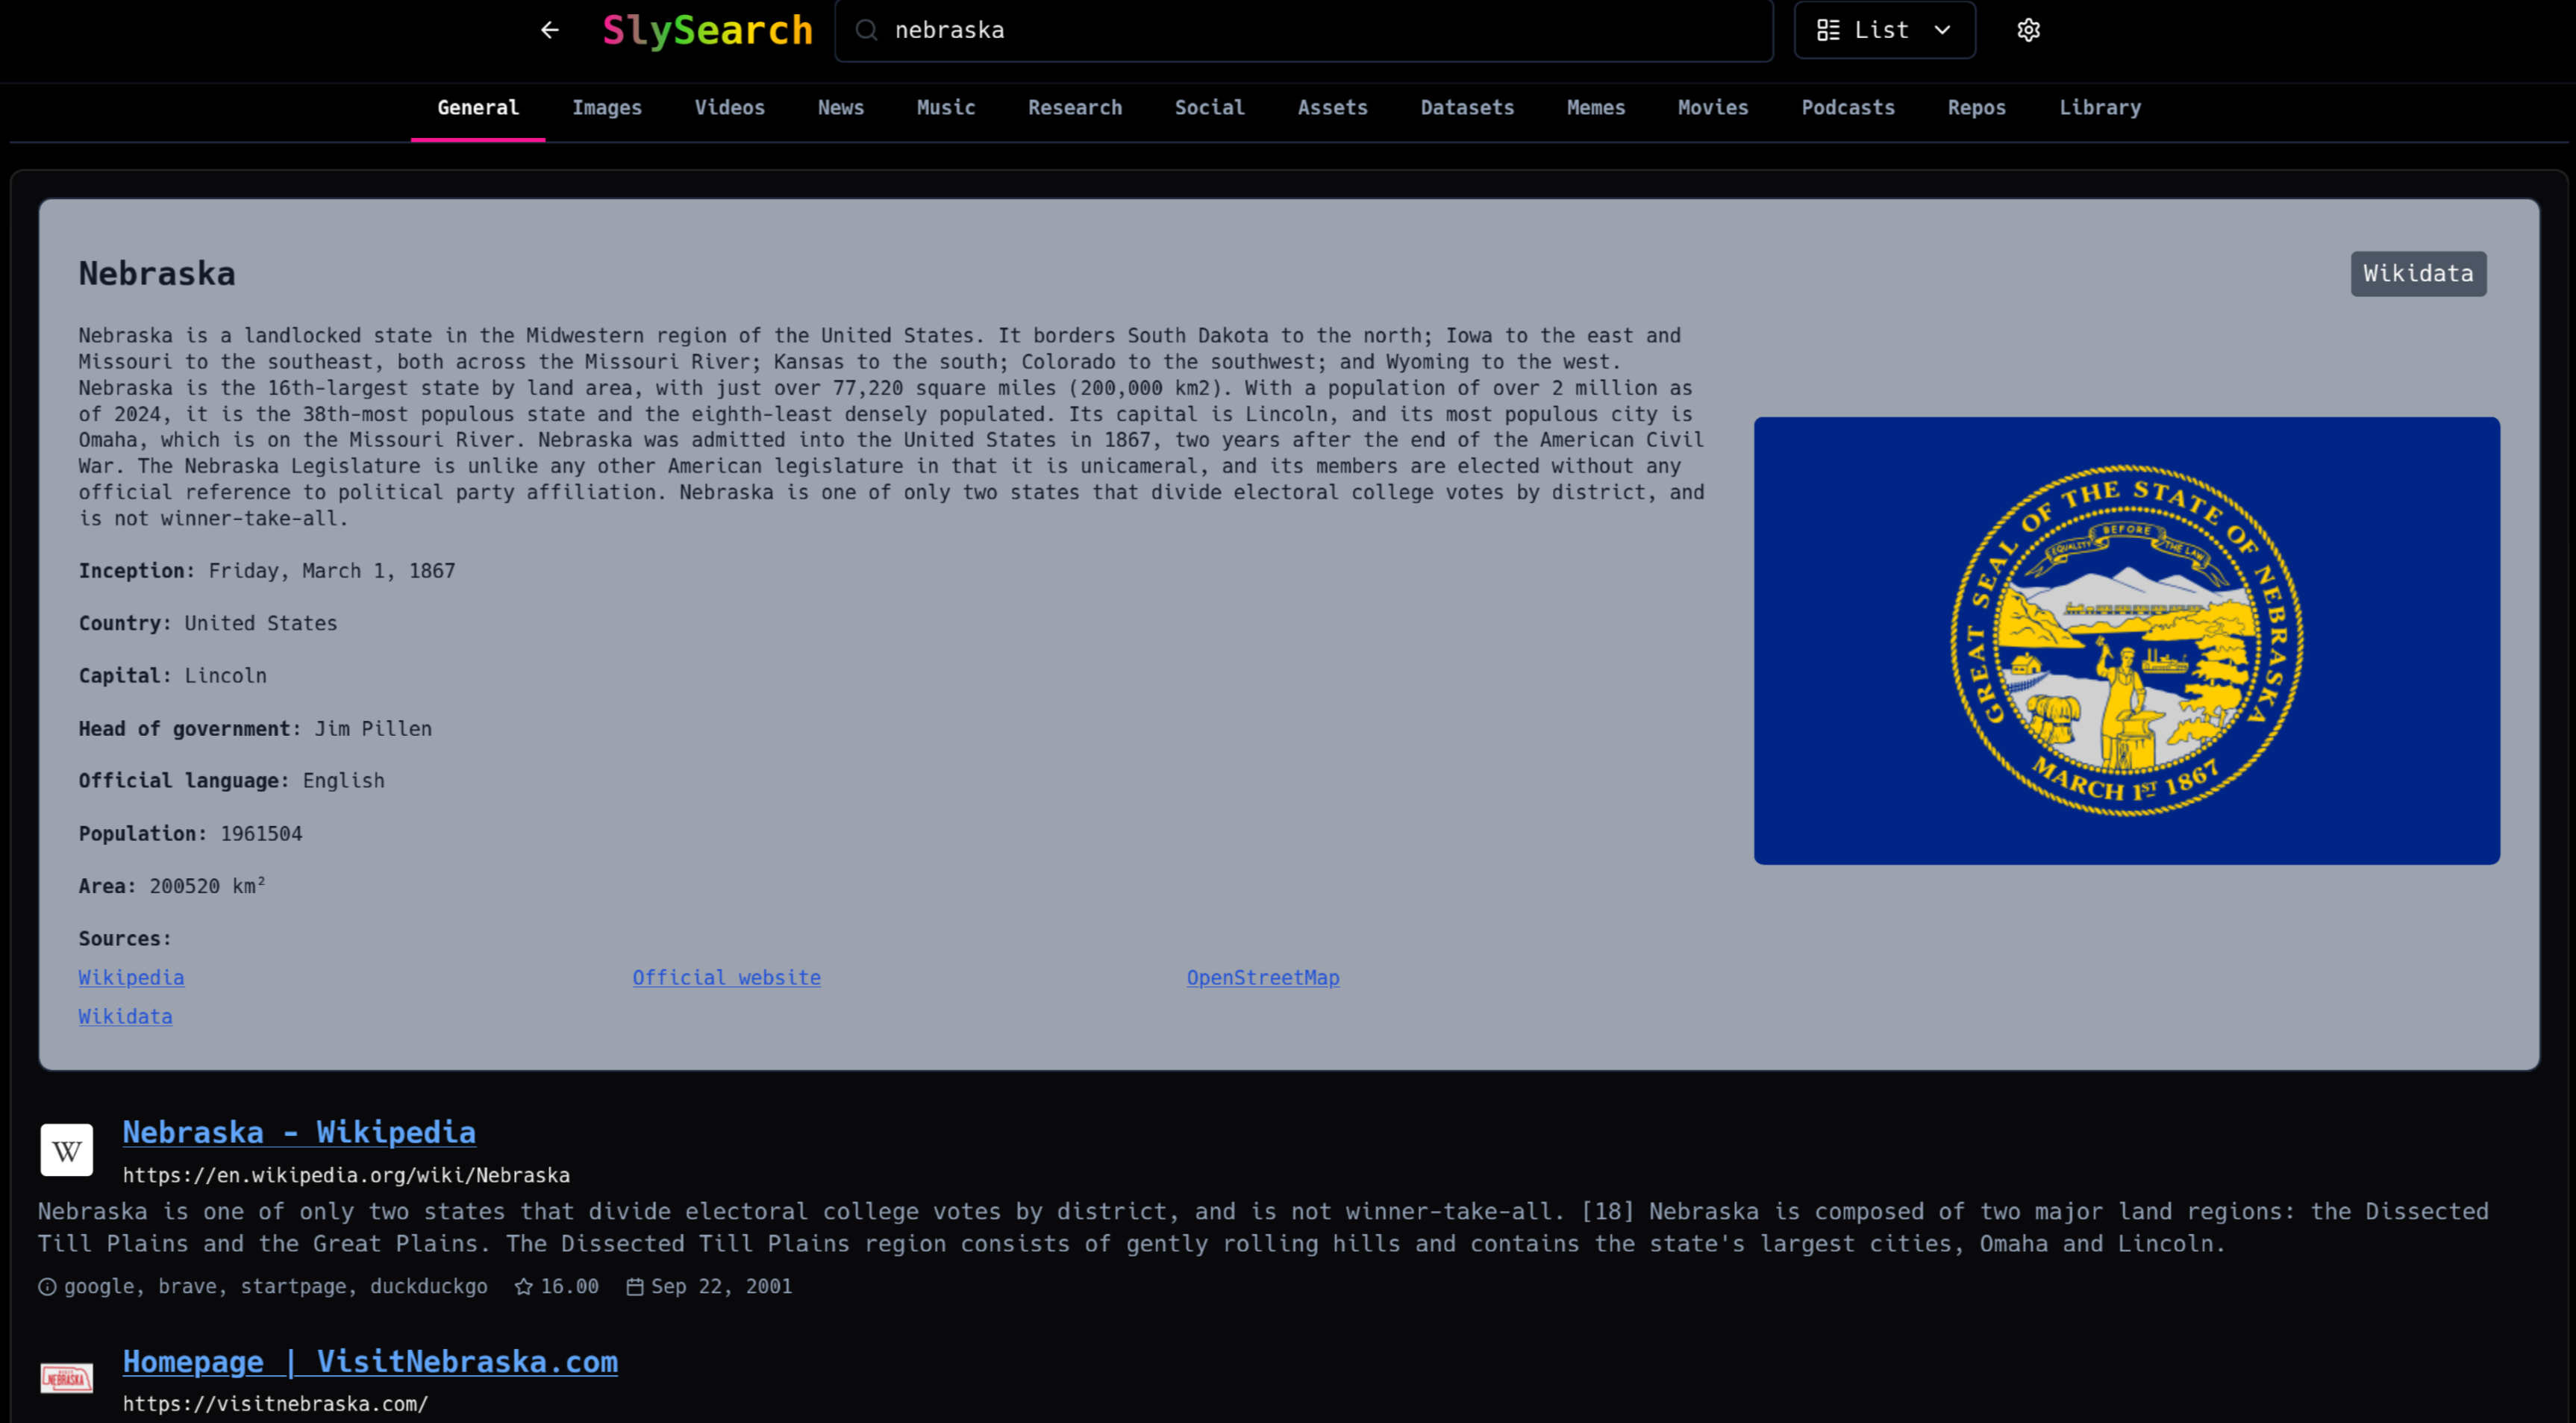 SlySearch
nebraska
List
General Images Videos News Music Research Social Assets Datasets Memes Movies Podcasts Repos Library
Nebraska
Wikidata
Nebraska is a landlocked state in the Midwestern region of the United States. It borders South Dakota to the north; Iowa to the east and
Missouri to the southeast, both across the Missouri River; Kansas to the south; Colorado to the southwest; and Wyoming to the west.
Nebraska is the 16th-largest state by land area, with just over 77,220 square miles (200,000 km2). With a population of over 2 million as
of 2024, it is the 38th-most populous state and the eighth-least densely populated. Its capital is Lincoln, and its most populous city is
Omaha, which is on the Missouri River. Nebraska was admitted into the United States in 1867, two years after the end of the American Civil
War. The Nebraska Legislature is unlike any other American legislature in that it is unicameral, and its members are elected without any
official reference to political party affiliation. Nebraska is one of only two states that divide electoral college votes by district, and
is not winner-take-all.
Inception: Friday, March 1, 1867
Country: United States
Capital: Lincoln
Head of government: Jim Pillen
Official language: English
Population: 1961504
Area: 200520 km²
Sources:
Wikipedia Official website OpenStreetMap
Wikidata
GREAT SEAL OF THE STATE OF NEBRASKA
EQUALITY BEFORE THE LAW
MARCH 1ST 1867
W
Nebraska - Wikipedia
https://en.wikipedia.org/wiki/Nebraska
Nebraska is one of only two states that divide electoral college votes by district, and is not winner-take-all. [18] Nebraska is composed of two major land regions: the Dissected
Till Plains and the Great Plains. The Dissected Till Plains region consists of gently rolling hills and contains the state's largest cities, Omaha and Lincoln.
google, brave, startpage, duckduckgo 16.00 Sep 22, 2001
NEBRASKA
Homepage | VisitNebraska.com
https://visitnebraska.com/